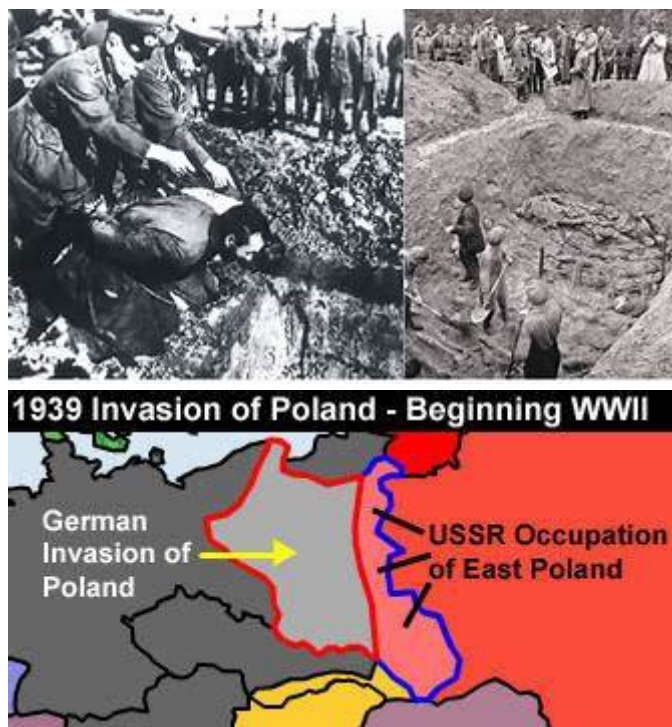 1939 Invasion of Poland - Beginning WWII
German
Invasion of
Poland
USSR Occupation
of East Poland